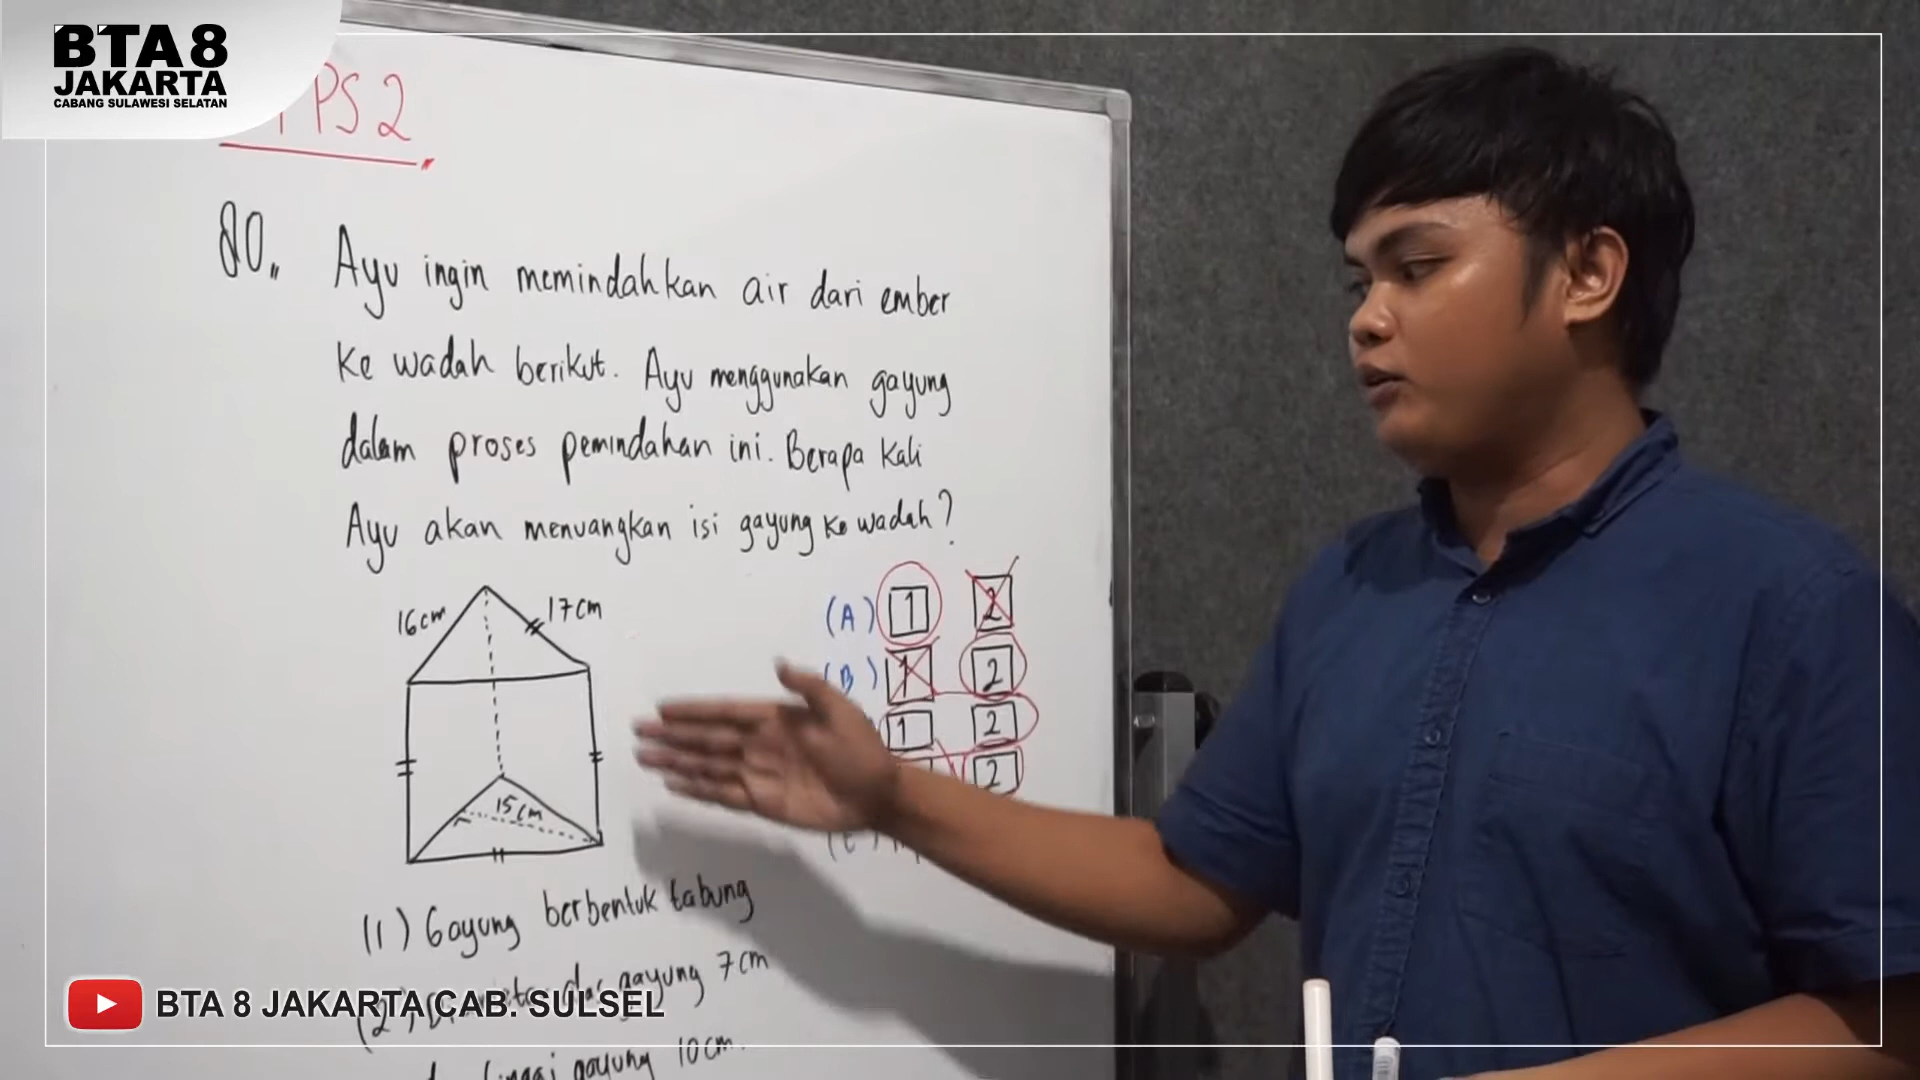 BTA 8
JAKARTA
CABANG SULAWESI SELATAN
PS 2
80.
Ayu ingin memindahkan air dari ember
ke wadah berikut. Ayu menggunakan gayung
dalam proses pemindahan ini. Berapa kali
Ayu akan menuangkan isi gayung ke wadah?
16cm
17cm
15cm
(A) 1 2
(B) 1 2
1 2
2
(1) Gayung berbentuk tabung
(2) gayung 7cm
tinggi gayung 10cm.
BTA 8 JAKARTA CAB. SULSEL